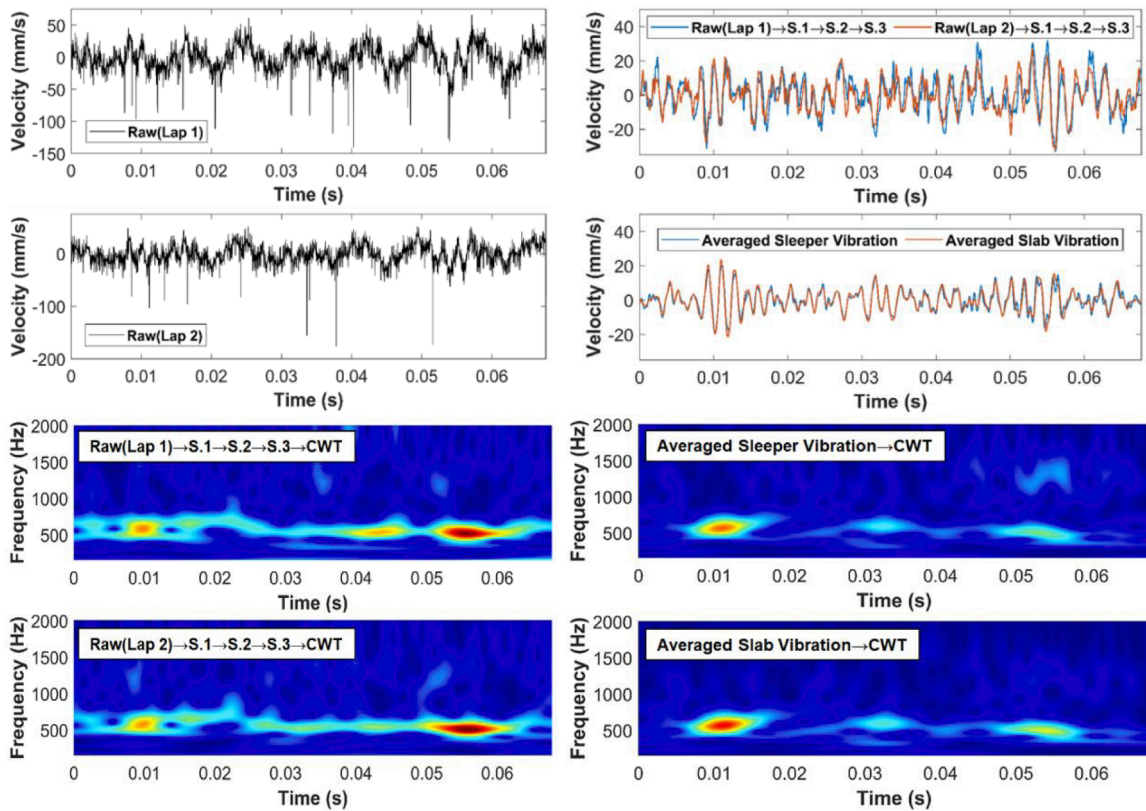 50
0
-50
-100
-150
Velocity (mm/s)
Raw(Lap 1)
0 0.01 0.02 0.03 0.04 0.05 0.06
Time (s)
40
20
0
-20
Velocity (mm/s)
Raw(Lap 1)→S.1→S.2→S.3 Raw(Lap 2)→S.1→S.2→S.3
0 0.01 0.02 0.03 0.04 0.05 0.06
Time (s)
0
-100
-200
Velocity (mm/s)
Raw(Lap 2)
0 0.01 0.02 0.03 0.04 0.05 0.06
Time (s)
40
20
0
-20
Velocity (mm/s)
Averaged Sleeper Vibration Averaged Slab Vibration
0 0.01 0.02 0.03 0.04 0.05 0.06
Time (s)
2000
1500
1000
500
Frequency (Hz)
Raw(Lap 1)→S.1→S.2→S.3→CWT
0 0.01 0.02 0.03 0.04 0.05 0.06
Time (s)
2000
1500
1000
500
Frequency (Hz)
Averaged Sleeper Vibration→CWT
0 0.01 0.02 0.03 0.04 0.05 0.06
Time (s)
2000
1500
1000
500
Frequency (Hz)
Raw(Lap 2)→S.1→S.2→S.3→CWT
0 0.01 0.02 0.03 0.04 0.05 0.06
Time (s)
2000
1500
1000
500
Frequency (Hz)
Averaged Slab Vibration→CWT
0 0.01 0.02 0.03 0.04 0.05 0.06
Time (s)